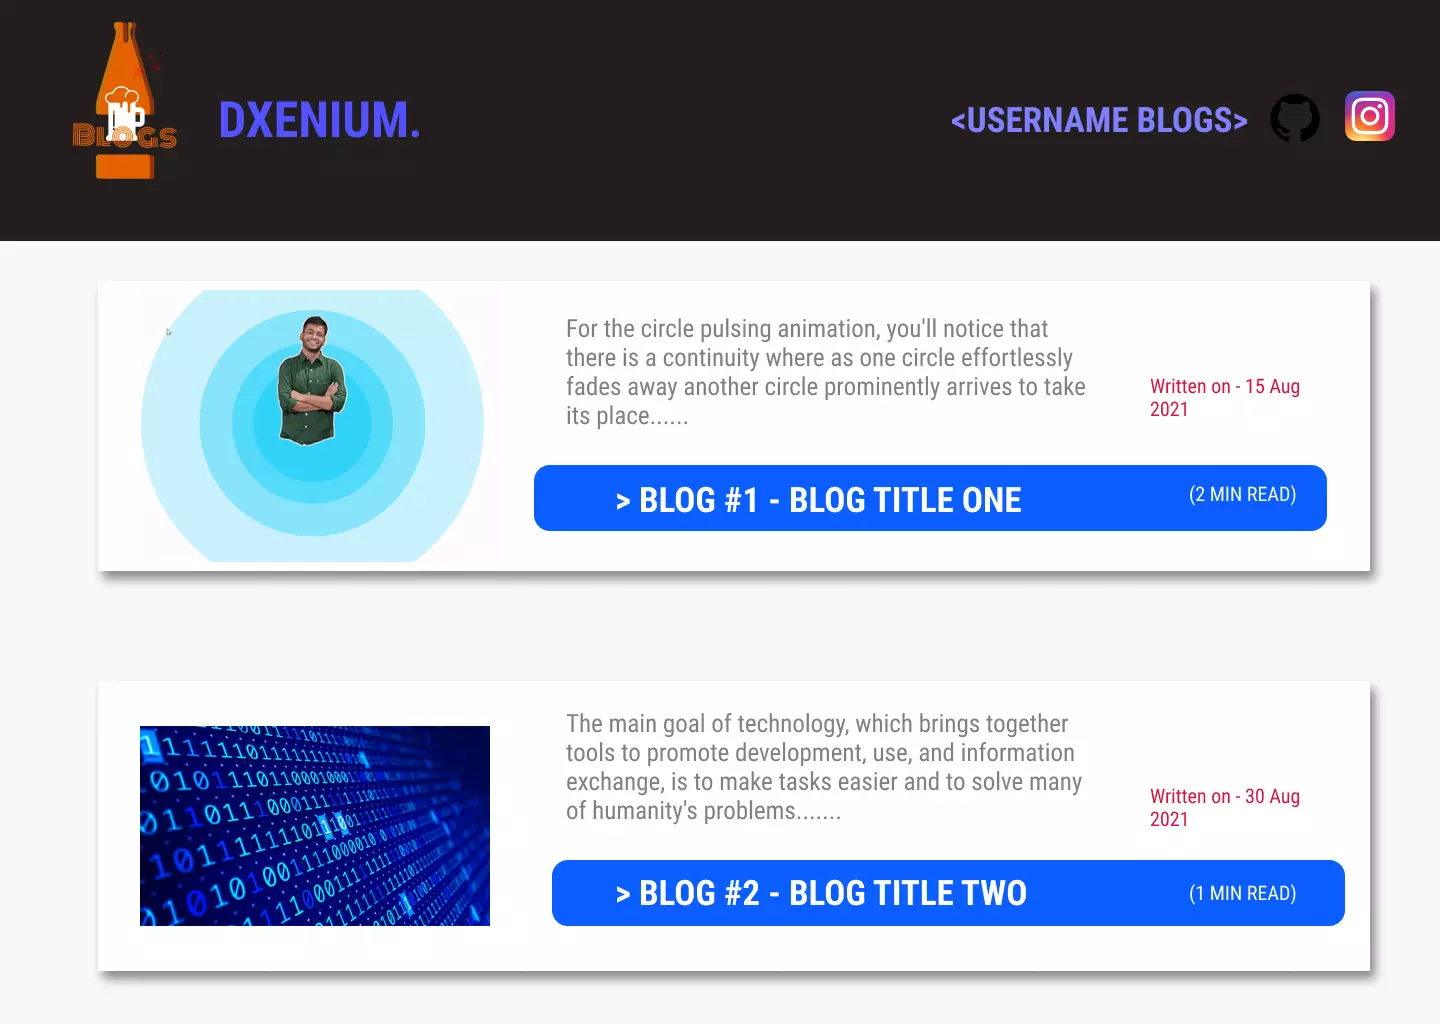 BLOGS
DXENIUM.
<USERNAME BLOGS>
For the circle pulsing animation, you'll notice that
there is a continuity where as one circle effortlessly
fades away another circle prominently arrives to take
its place......
Written on - 15 Aug
2021
> BLOG #1 - BLOG TITLE ONE
(2 MIN READ)
The main goal of technology, which brings together
tools to promote development, use, and information
exchange, is to make tasks easier and to solve many
of humanity's problems.......
Written on - 30 Aug
2021
> BLOG #2 - BLOG TITLE TWO
(1 MIN READ)